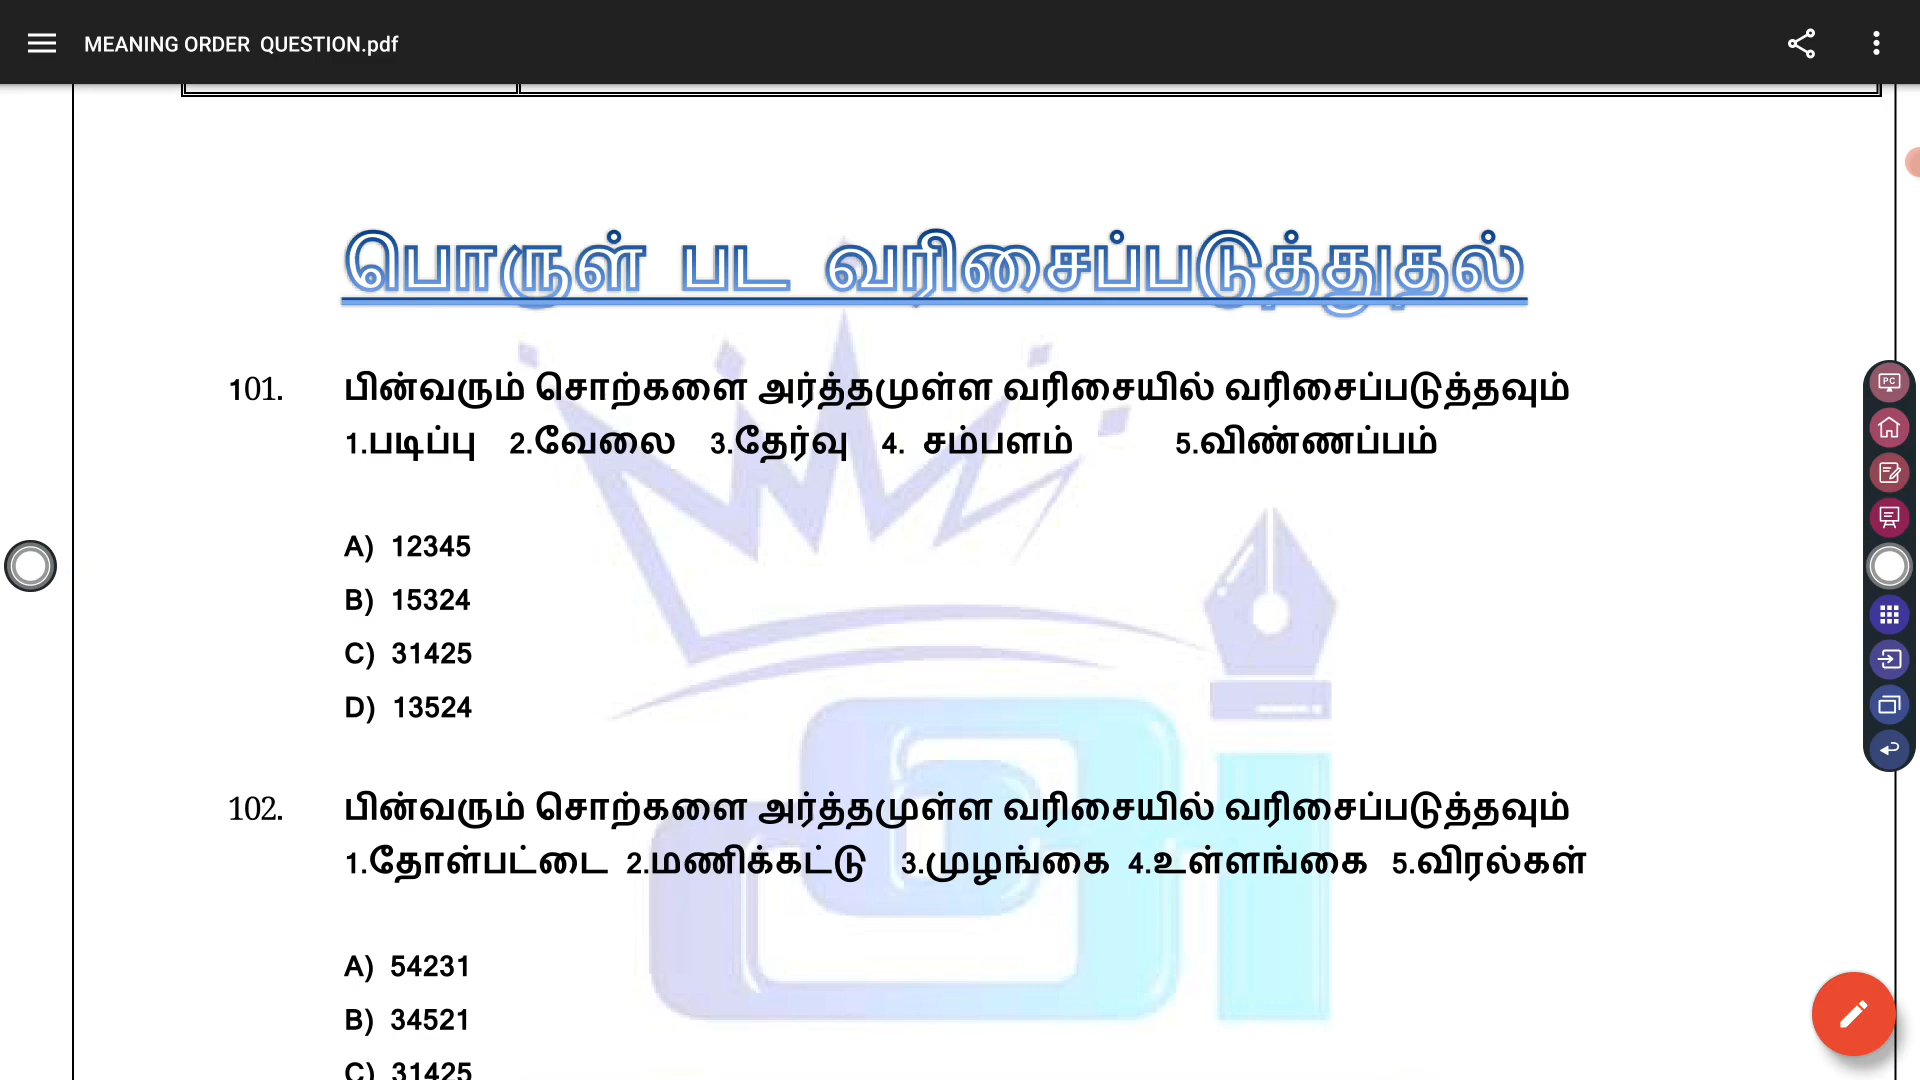 MEANING ORDER QUESTION.pdf
பொருள் பட வரிசைப்படுத்துதல்
101. பின்வரும் சொற்களை அர்த்தமுள்ள வரிசையில் வரிசைப்படுத்தவும்
1.படிப்பு 2.வேலை 3.தேர்வு 4. சம்பளம் 5.விண்ணப்பம்
A) 12345
B) 15324
C) 31425
D) 13524
102. பின்வரும் சொற்களை அர்த்தமுள்ள வரிசையில் வரிசைப்படுத்தவும்
1.தோள்பட்டை 2.மணிக்கட்டு 3.முழங்கை 4.உள்ளங்கை 5.விரல்கள்
A) 54231
B) 34521
C) 31425
PC